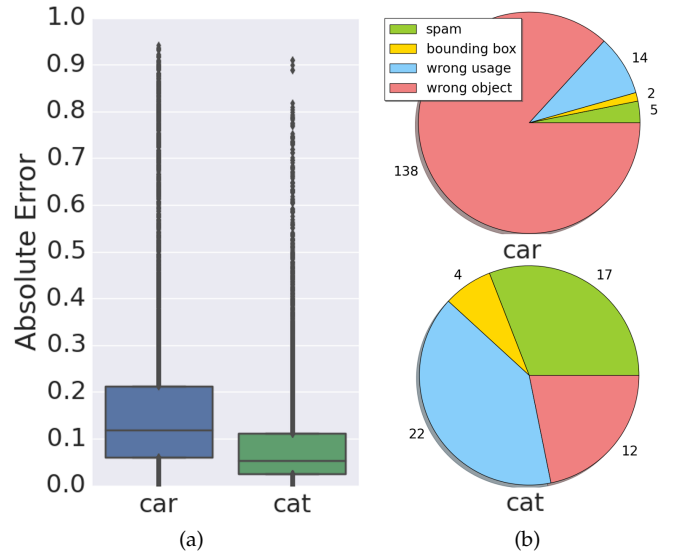 Absolute Error
1.0
0.9
0.8
0.7
0.6
0.5
0.4
0.3
0.2
0.1
0.0
car cat
(a)
spam
bounding box
wrong usage
wrong object
14
2
5
138
car
4
17
22
12
cat
(b)